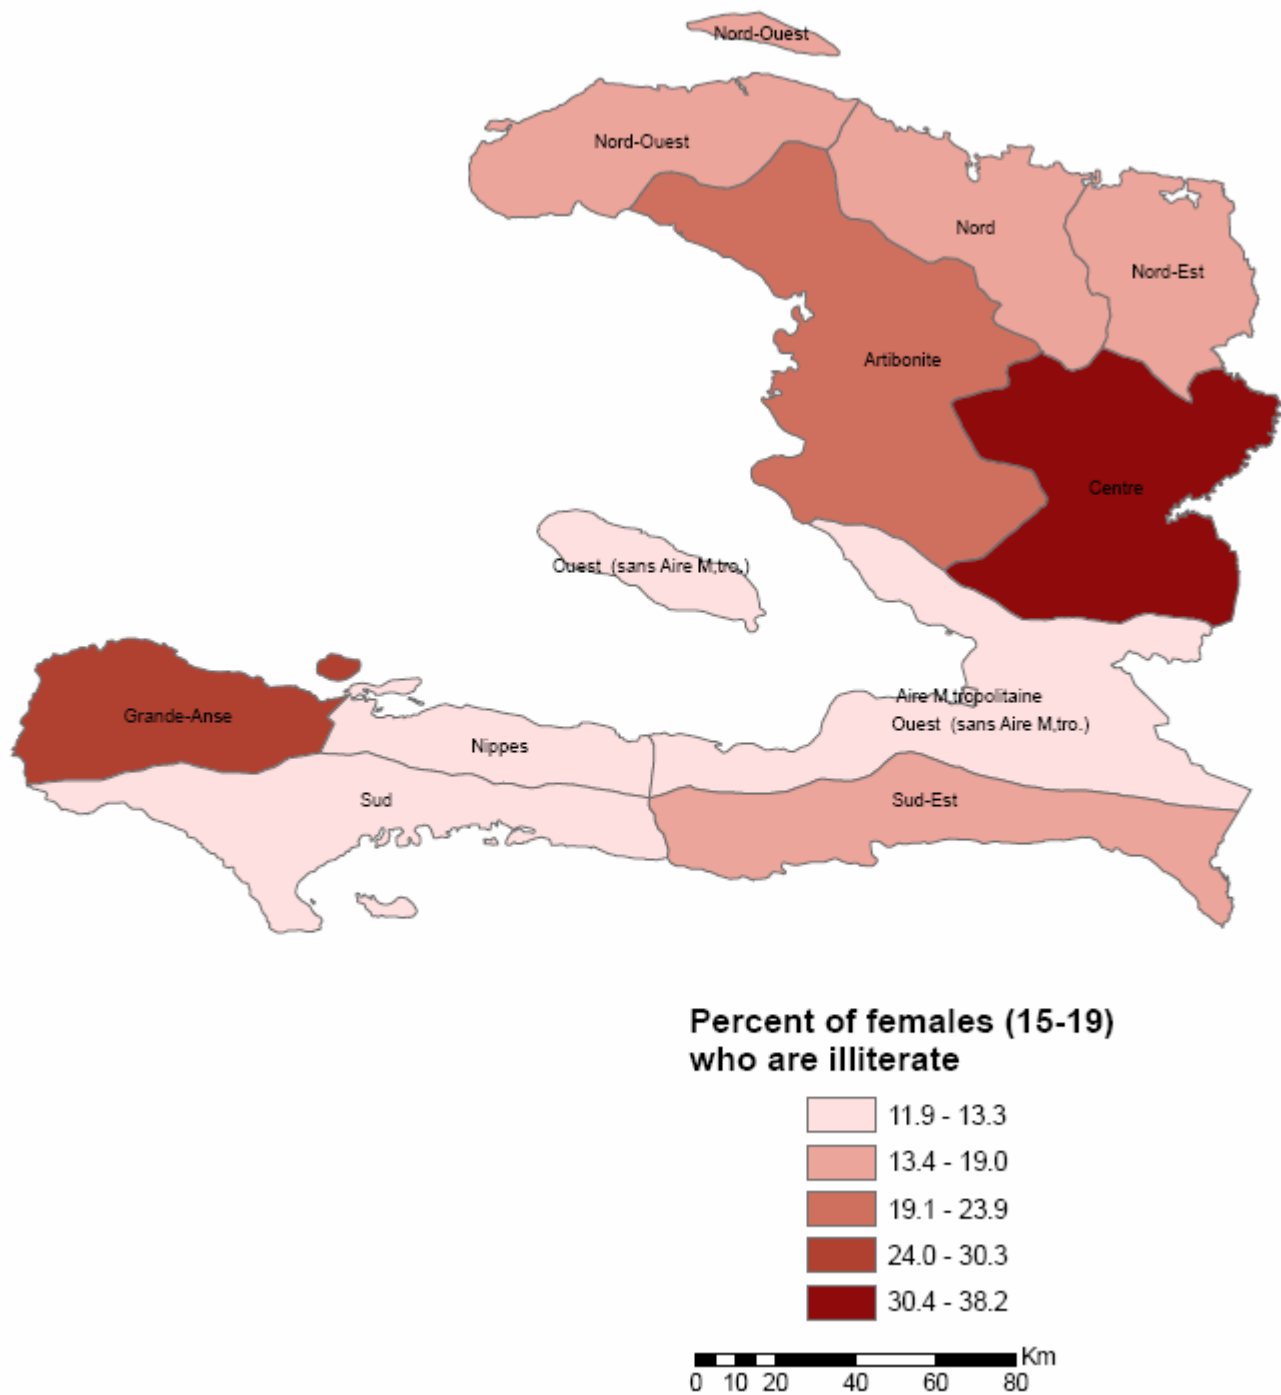 Nord-Ouest
Nord-Ouest
Nord
Nord-Est
Artibonite
Centre
Ouest (sans Aire M,tro.)
Aire M,tropolitaine
Grande-Anse
Ouest (sans Aire M,tro.)
Nippes
Sud
Sud-Est
Percent of females (15-19)
who are illiterate
11.9 - 13.3
13.4 - 19.0
19.1 - 23.9
24.0 - 30.3
30.4 - 38.2
Km
0 10 20 40 60 80